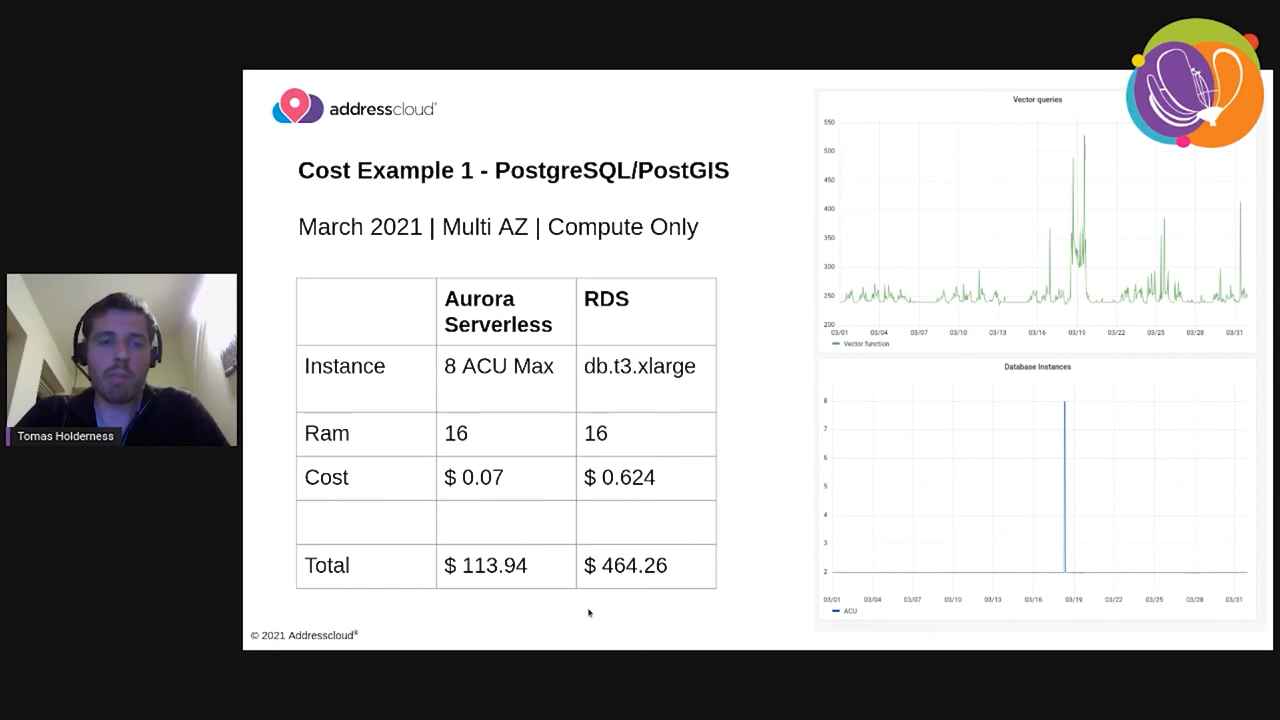 addresscloud®
Cost Example 1 - PostgreSQL/PostGIS
March 2021 | Multi AZ | Compute Only
Aurora Serverless RDS
Instance 8 ACU Max db.t3.xlarge
Ram 16 16
Cost $ 0.07 $ 0.624
Total $ 113.94 $ 464.26
© 2021 Addresscloud®
Vector queries
550
500
450
400
350
300
250
200
03/01 03/04 03/07 03/10 03/13 03/16 03/19 03/22 03/25 03/28 03/31
Vector function
Database Instances
8
7
6
5
4
3
2
03/01 03/04 03/07 03/10 03/13 03/16 03/19 03/22 03/25 03/28 03/31
ACU
Tomas Holderness